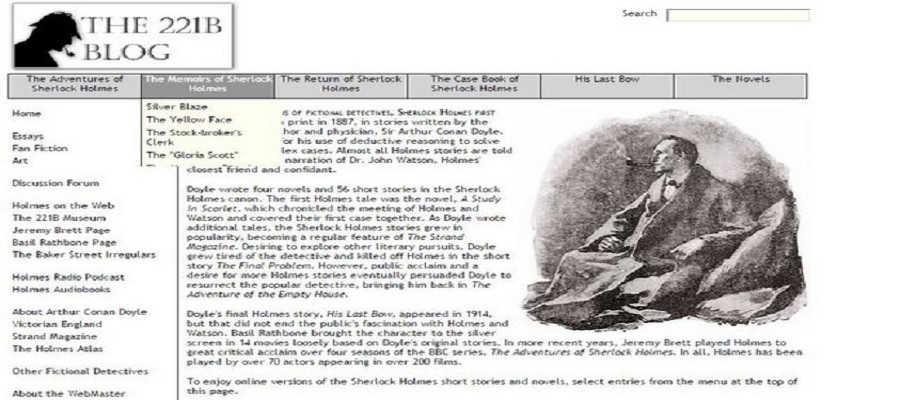 THE 221B
BLOG
Search
The Adventures of
Sherlock Holmes
The Memoirs of Sherlock
Holmes
The Return of Sherlock
Holmes
The Case Book of
Sherlock Holmes
His Last Bow
The Novels
Silver Blaze
The Yellow Face
The Stock-broker's
Clerk
The "Gloria Scott"
Home
Essays
Fan Fiction
Art
Discussion Forum
Holmes on the Web
The 221B Museum
Jeremy Brett Page
Basil Rathbone Page
The Baker Street Irregulars
Holmes Radio Podcast
Holmes Audiobooks
About Arthur Conan Doyle
Victorian England
Strand Magazine
The Holmes Atlas
Other Fictional Detectives
About the WebMaster
of fictional detectives, Sherlock Holmes first
print in 1887, in stories written by the
hor and physician, Sir Arthur Conan Doyle.
or his use of deductive reasoning to solve
lex cases. Almost all Holmes stories are told
narration of Dr. John Watson, Holmes'
closest friend and confidant.
Doyle wrote four novels and 56 short stories in the Sherlock
Holmes canon. The first Holmes tale was the novel, A Study
in Scarlet, which chronicled the meeting of Holmes and
Watson and covered their first case together. As Doyle wrote
additional tales, the Sherlock Holmes stories grew in
popularity, becoming a regular feature of The Strand
Magazine. Desiring to explore other literary pursuits, Doyle
grew tired of the detective and killed off Holmes in the short
story The Final Problem. However, public acclaim and a
desire for more Holmes stories eventually persuaded Doyle to
resurrect the popular detective, bringing him back in The
Adventure of the Empty House.
Doyle's final Holmes story, His Last Bow, appeared in 1914,
but that did not end the public's fascination with Holmes and
Watson. Basil Rathbone brought the character to the silver
screen in 14 movies loosely based on Doyle's original stories. In more recent years, Jeremy Brett played Holmes to
great critical acclaim over four seasons of the BBC series, The Adventures of Sherlock Holmes. In all, Holmes has been
played by over 70 actors appearing in over 200 films.
To enjoy online versions of the Sherlock Holmes short stories and novels, select entries from the menu at the top of
this page.